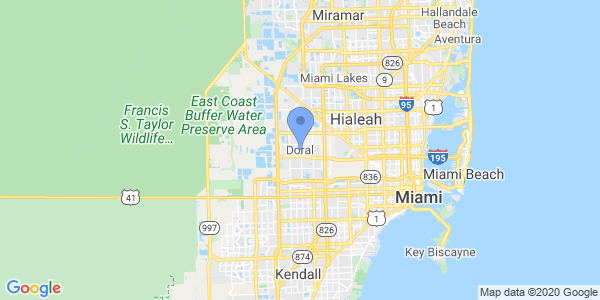 Miramar
Hallandale
Beach
Aventura
826
Miami Lakes
9
95
1
Francis
S. Taylor
Wildlife...
East Coast
Buffer Water
Preserve Area
Hialeah
Doral
195
836
Miami Beach
41
Miami
997
1
826
874
Key Biscayne
Kendall
Google
Map data ©2020 Google